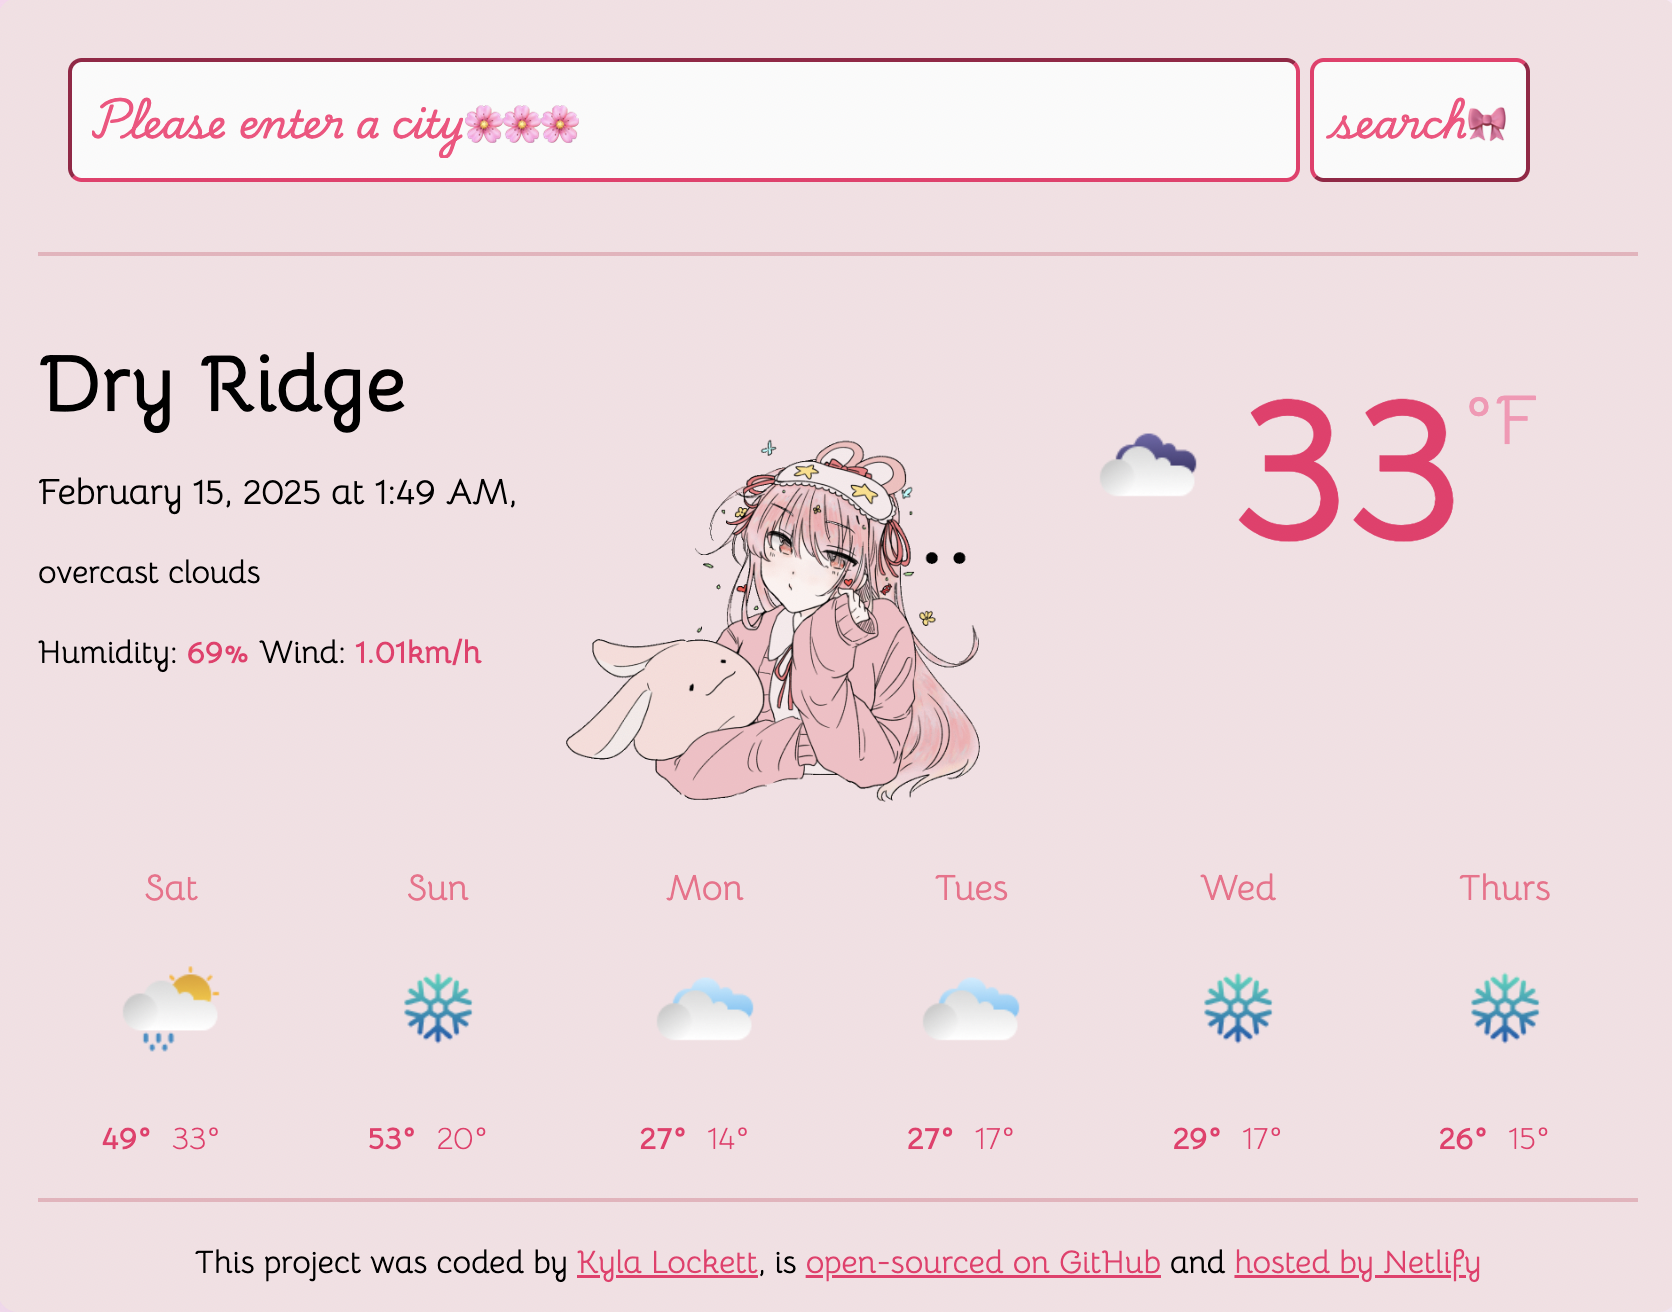 Please enter a city🌸🌸🌸 search🎀
Dry Ridge
February 15, 2025 at 1:49 AM,
overcast clouds
Humidity: 69% Wind: 1.01km/h
33 °F
Sat Sun Mon Tues Wed Thurs
49° 33° 53° 20° 27° 14° 27° 17° 29° 17° 26° 15°
This project was coded by Kyla Lockett, is open-sourced on GitHub and hosted by Netlify